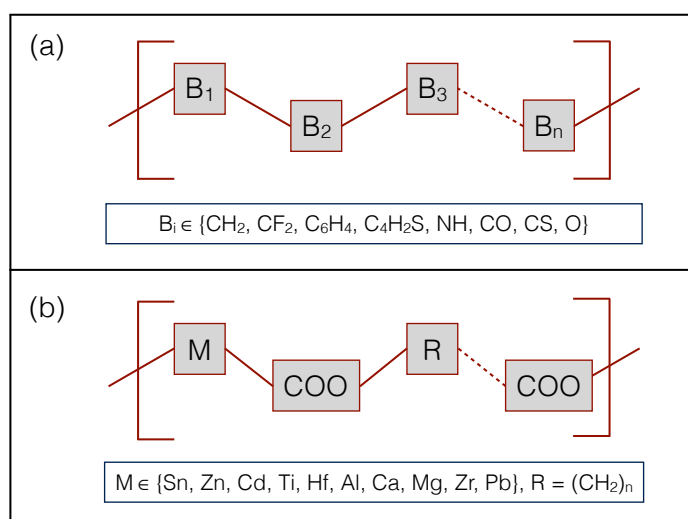 (a)
B₁
B₂
B₃
Bₙ
Bᵢ ∈ {CH₂, CF₂, C₆H₄, C₄H₂S, NH, CO, CS, O}
(b)
M
COO
R
COO
M ∈ {Sn, Zn, Cd, Ti, Hf, Al, Ca, Mg, Zr, Pb}, R = (CH₂)ₙ